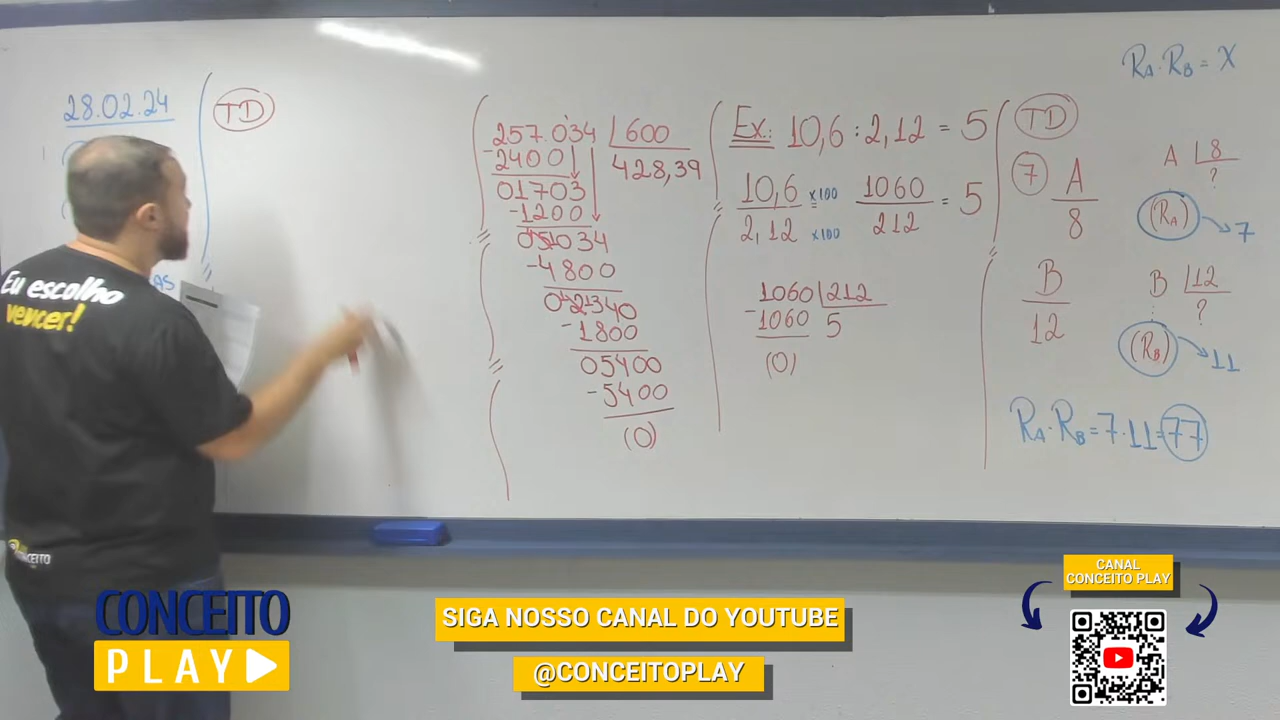 28.02.24
TD
AS
Eu escolho
vencer!
CONCEITO
257.034 | 600
-2400
428,39
01703
-1200
051034
-4800
-1800
05400
-5400
(0)
Ex.: 10,6 : 2,12 = 5
10,6 x100 1060 = 5
2,12 x100 212
1060 | 212
-1060 5
(0)
RA . RB = X
TD
7 A
8
A | 8
?
(RA) → 7
B
12
B | 12
?
(RB) → 11
RA . RB = 7 . 11 = 77
CONCEITO
PLAY
SIGA NOSSO CANAL DO YOUTUBE
@CONCEITOPLAY
CANAL
CONCEITO PLAY